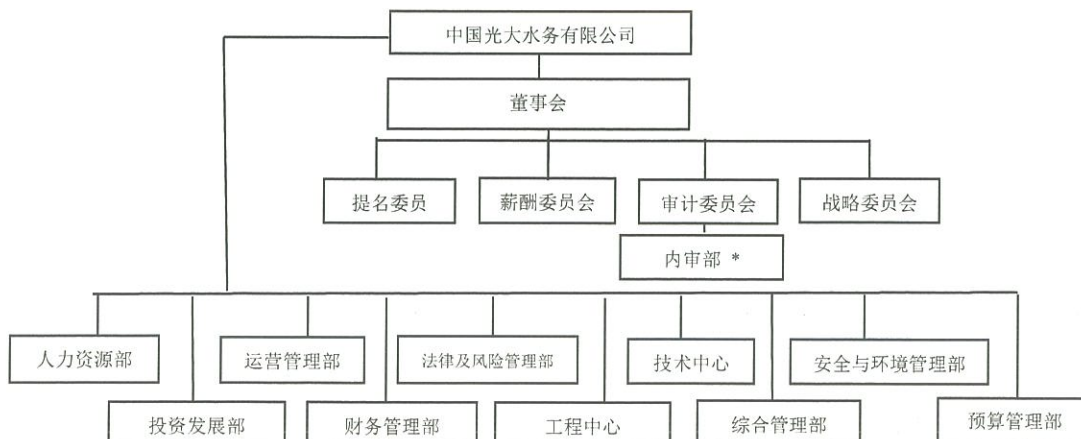 中国光大水务有限公司
董事会
提名委员
薪酬委员会
审计委员会
战略委员会
内审部 *
人力资源部
运营管理部
法律及风险管理部
技术中心
安全与环境管理部
投资发展部
财务管理部
工程中心
综合管理部
预算管理部